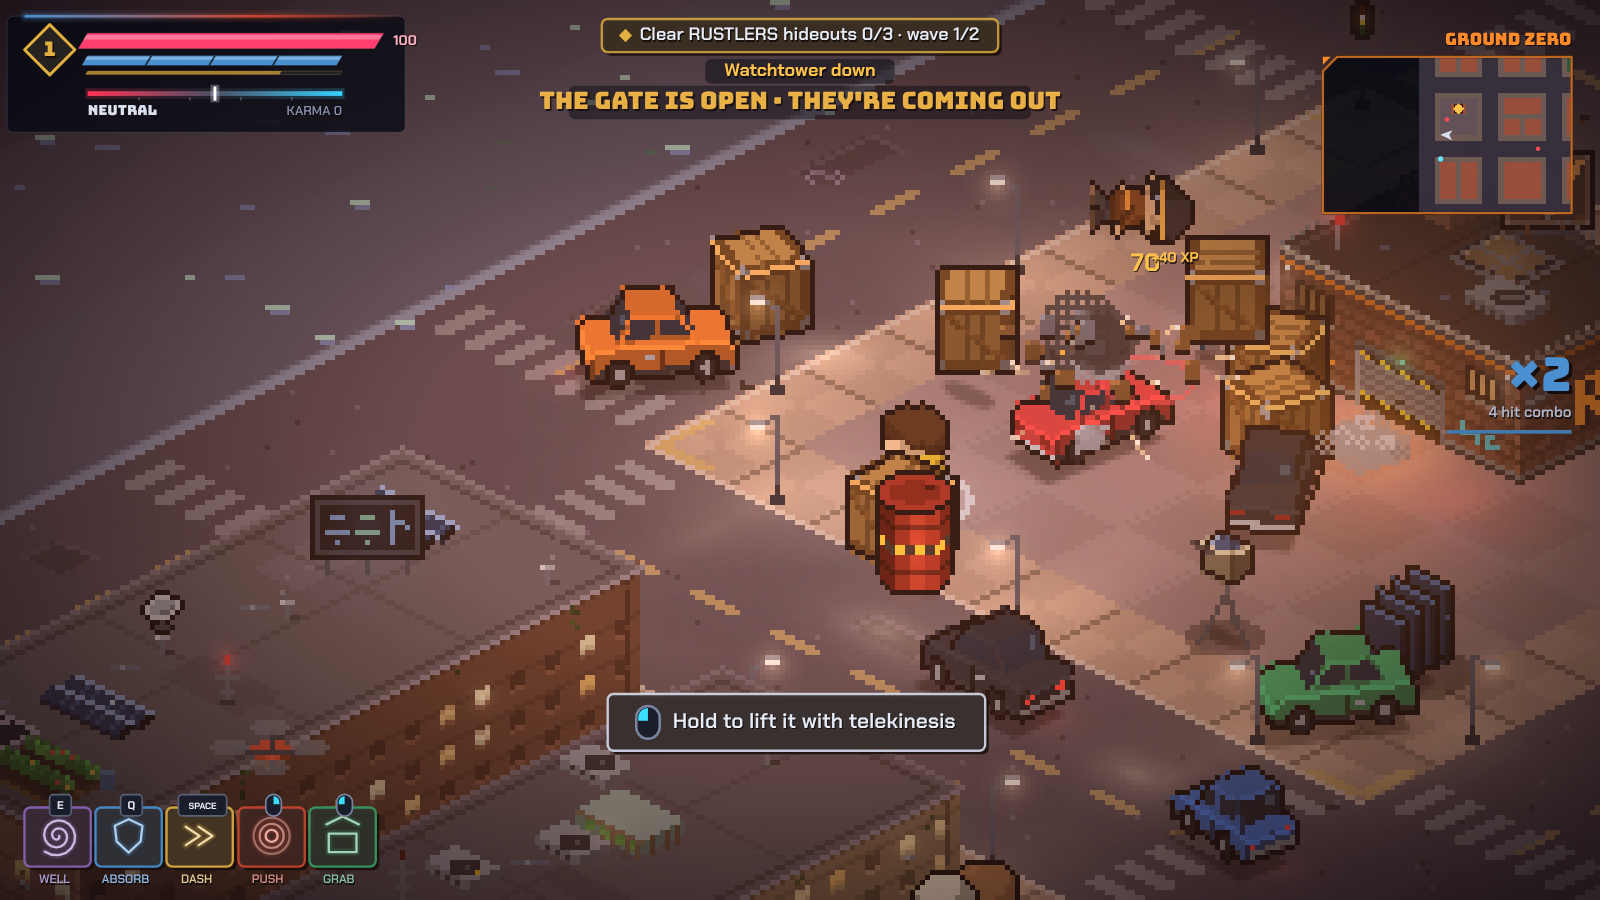 1
100
NEUTRAL
KARMA 0
◆ Clear RUSTLERS hideouts 0/3 · wave 1/2
Watchtower down
THE GATE IS OPEN • THEY'RE COMING OUT
GROUND ZERO
+40 XP
×2
4 hit combo
Hold to lift it with telekinesis
E
Q
SPACE
WELL
ABSORB
DASH
PUSH
GRAB